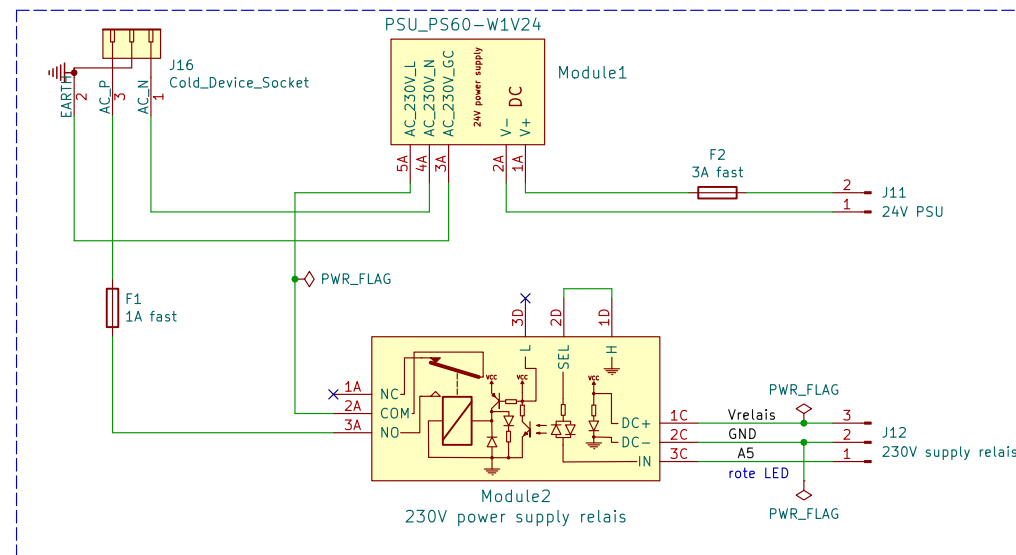 PSU_PS60-W1V24
J16
Cold_Device_Socket
EARTH
2
AC_P
3
AC_N
1
AC_230V_L
AC_230V_N
AC_230V_GC
24V power supply
DC
V-
V+
Module1
5A
4A
3A
2A
1A
F2
3A fast
2
J11
1
24V PSU
PWR_FLAG
F1
1A fast
3D
2D
1D
L
SEL
H
VCC
VCC
VCC
1A
NC
2A
COM
3A
NO
DC+
DC-
IN
1C
2C
3C
Vrelais
GND
A5
rote LED
PWR_FLAG
3
2
1
J12
230V supply relais
PWR_FLAG
Module2
230V power supply relais